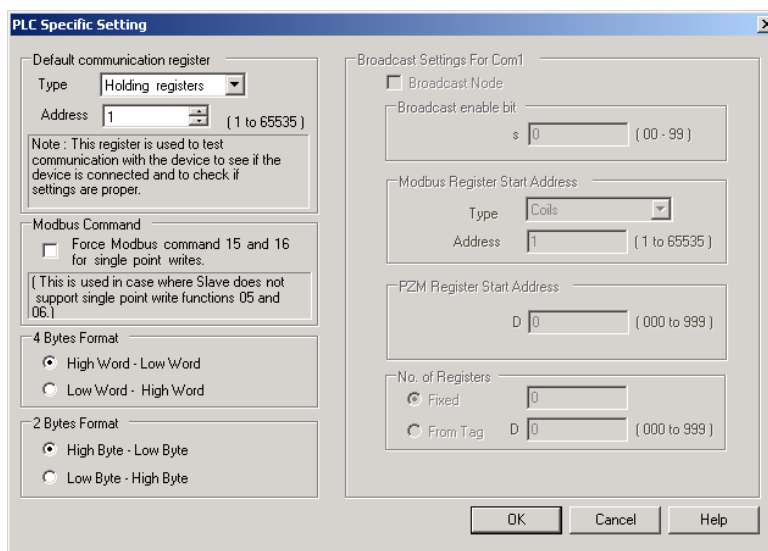 PLC Specific Setting
Default communication register
Type Holding registers
Address 1 ( 1 to 65535 )
Note : This register is used to test
communication with the device to see if the
device is connected and to check if
settings are proper.
Modbus Command
Force Modbus command 15 and 16
for single point writes.
( This is used in case where Slave does not
support single point write functions 05 and
06.)
4 Bytes Format
High Word - Low Word
Low Word - High Word
2 Bytes Format
High Byte - Low Byte
Low Byte - High Byte
Broadcast Settings For Com1
Broadcast Node
Broadcast enable bit
s 0 ( 00 - 99 )
Modbus Register Start Address
Type Coils
Address 1 ( 1 to 65535 )
PZM Register Start Address
D 0 ( 000 to 999 )
No. of Registers
Fixed 0
From Tag D 0 ( 000 to 999 )
OK Cancel Help